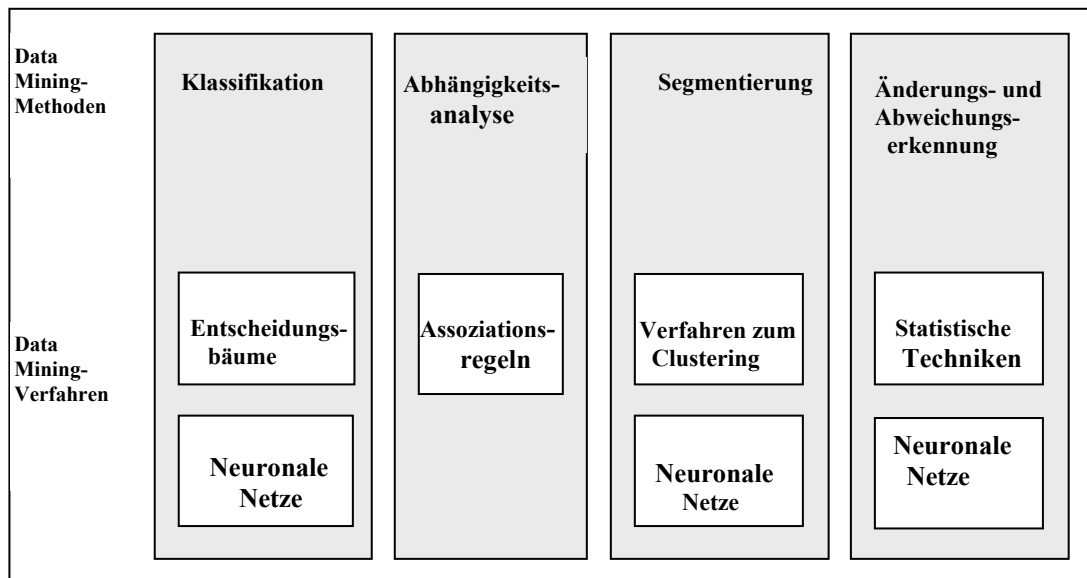 Data
Mining-
Methoden
Klassifikation
Abhängigkeits-
analyse
Segmentierung
Änderungs- und
Abweichungs-
erkennung
Data
Mining-
Verfahren
Entscheidungs-
bäume
Assoziations-
regeln
Verfahren zum
Clustering
Statistische
Techniken
Neuronale
Netze
Neuronale
Netze
Neuronale
Netze